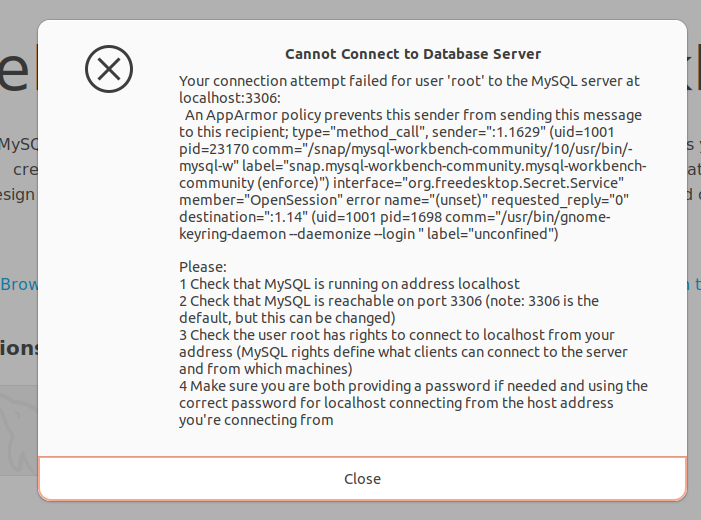 Cannot Connect to Database Server
Your connection attempt failed for user 'root' to the MySQL server at
localhost:3306:
An AppArmor policy prevents this sender from sending this message
to this recipient; type="method_call", sender=":1.1629" (uid=1001
pid=23170 comm="/snap/mysql-workbench-community/10/usr/bin/-
mysql-w" label="snap.mysql-workbench-community.mysql-workbench-
community (enforce)") interface="org.freedesktop.Secret.Service"
member="OpenSession" error name="(unset)" requested_reply="0"
destination=":1.14" (uid=1001 pid=1698 comm="/usr/bin/gnome-
keyring-daemon --daemonize --login " label="unconfined")
Please:
1 Check that MySQL is running on address localhost
2 Check that MySQL is reachable on port 3306 (note: 3306 is the
default, but this can be changed)
3 Check the user root has rights to connect to localhost from your
address (MySQL rights define what clients can connect to the server
and from which machines)
4 Make sure you are both providing a password if needed and using the
correct password for localhost connecting from the host address
you're connecting from
Close
MySQ
cre
esign
Brow
ions